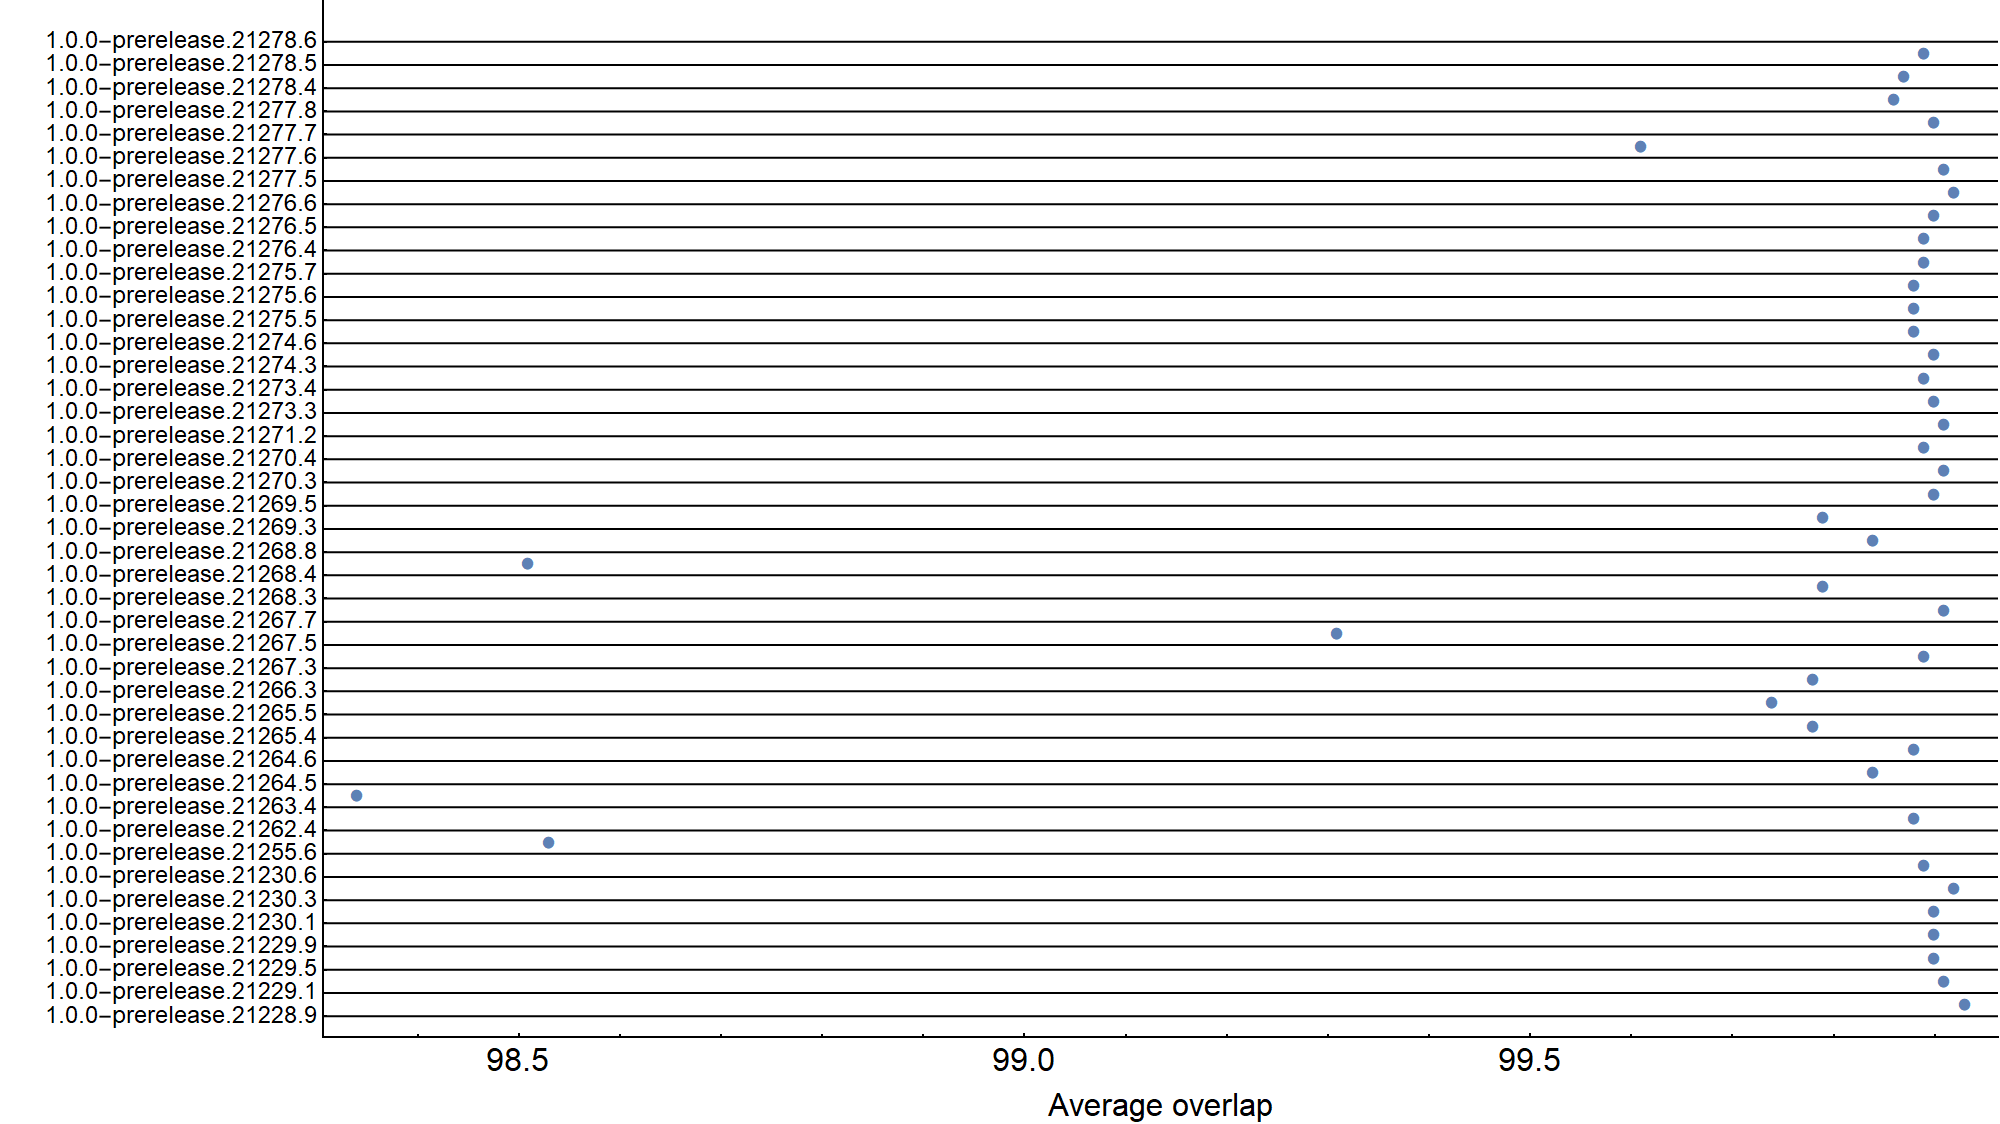 1.0.0−prerelease.21278.6
1.0.0−prerelease.21278.5
1.0.0−prerelease.21278.4
1.0.0−prerelease.21277.8
1.0.0−prerelease.21277.7
1.0.0−prerelease.21277.6
1.0.0−prerelease.21277.5
1.0.0−prerelease.21276.6
1.0.0−prerelease.21276.5
1.0.0−prerelease.21276.4
1.0.0−prerelease.21275.7
1.0.0−prerelease.21275.6
1.0.0−prerelease.21275.5
1.0.0−prerelease.21274.6
1.0.0−prerelease.21274.3
1.0.0−prerelease.21273.4
1.0.0−prerelease.21273.3
1.0.0−prerelease.21271.2
1.0.0−prerelease.21270.4
1.0.0−prerelease.21270.3
1.0.0−prerelease.21269.5
1.0.0−prerelease.21269.3
1.0.0−prerelease.21268.8
1.0.0−prerelease.21268.4
1.0.0−prerelease.21268.3
1.0.0−prerelease.21267.7
1.0.0−prerelease.21267.5
1.0.0−prerelease.21267.3
1.0.0−prerelease.21266.3
1.0.0−prerelease.21265.5
1.0.0−prerelease.21265.4
1.0.0−prerelease.21264.6
1.0.0−prerelease.21264.5
1.0.0−prerelease.21263.4
1.0.0−prerelease.21262.4
1.0.0−prerelease.21255.6
1.0.0−prerelease.21230.6
1.0.0−prerelease.21230.3
1.0.0−prerelease.21230.1
1.0.0−prerelease.21229.9
1.0.0−prerelease.21229.5
1.0.0−prerelease.21229.1
1.0.0−prerelease.21228.9
98.5 99.0 99.5
Average overlap